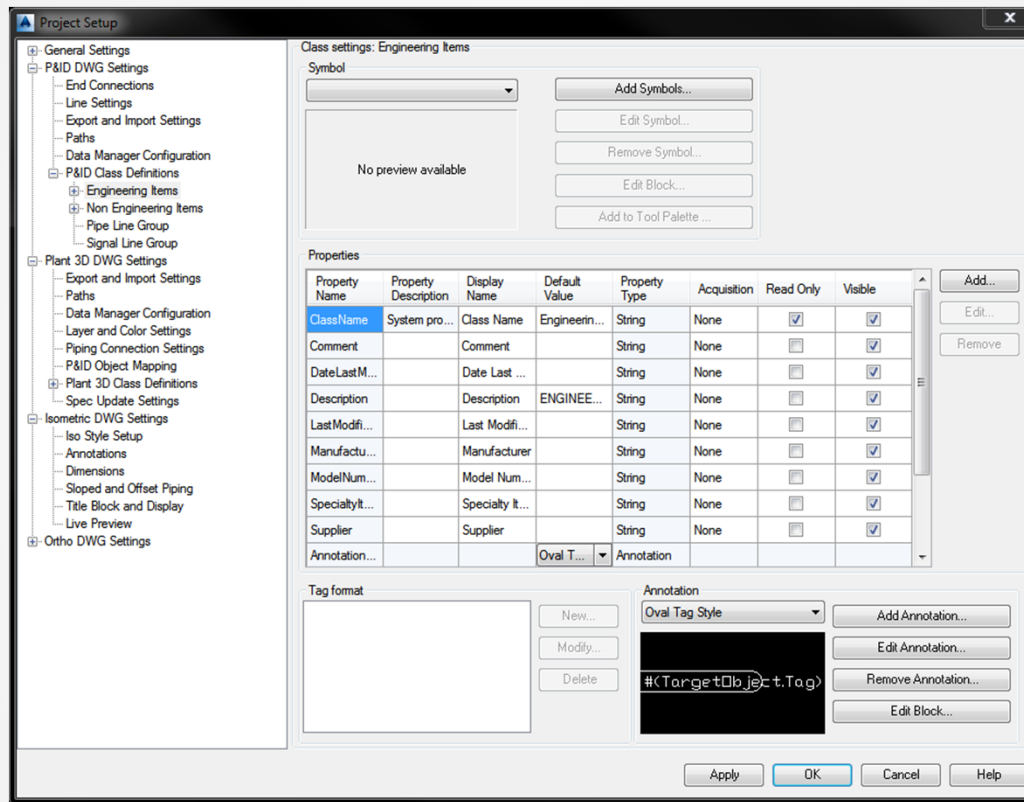 Project Setup
General Settings
P&ID DWG Settings
End Connections
Line Settings
Export and Import Settings
Paths
Data Manager Configuration
P&ID Class Definitions
Engineering Items
Non Engineering Items
Pipe Line Group
Signal Line Group
Plant 3D DWG Settings
Export and Import Settings
Paths
Data Manager Configuration
Layer and Color Settings
Piping Connection Settings
P&ID Object Mapping
Plant 3D Class Definitions
Spec Update Settings
Isometric DWG Settings
Iso Style Setup
Annotations
Dimensions
Sloped and Offset Piping
Title Block and Display
Live Preview
Ortho DWG Settings
Class settings: Engineering Items
Symbol
No preview available
Add Symbols...
Edit Symbol...
Remove Symbol...
Edit Block...
Add to Tool Palette ...
Properties
Property Name Property Description Display Name Default Value Property Type Acquisition Read Only Visible
ClassName System pro... Class Name Engineerin... String None
Comment Comment String None
DateLastM... Date Last ... String None
Description Description ENGINEE... String None
LastModifi... Last Modifi... String None
Manufactu... Manufacturer String None
ModelNum... Model Num... String None
SpecialtyIt... Specialty It... String None
Supplier Supplier String None
Annotation... Oval T... Annotation
Add...
Edit...
Remove
Tag format
New...
Modify...
Delete
Annotation
Oval Tag Style
#(TargetObject.Tag)
Add Annotation...
Edit Annotation...
Remove Annotation...
Edit Block...
Apply OK Cancel Help